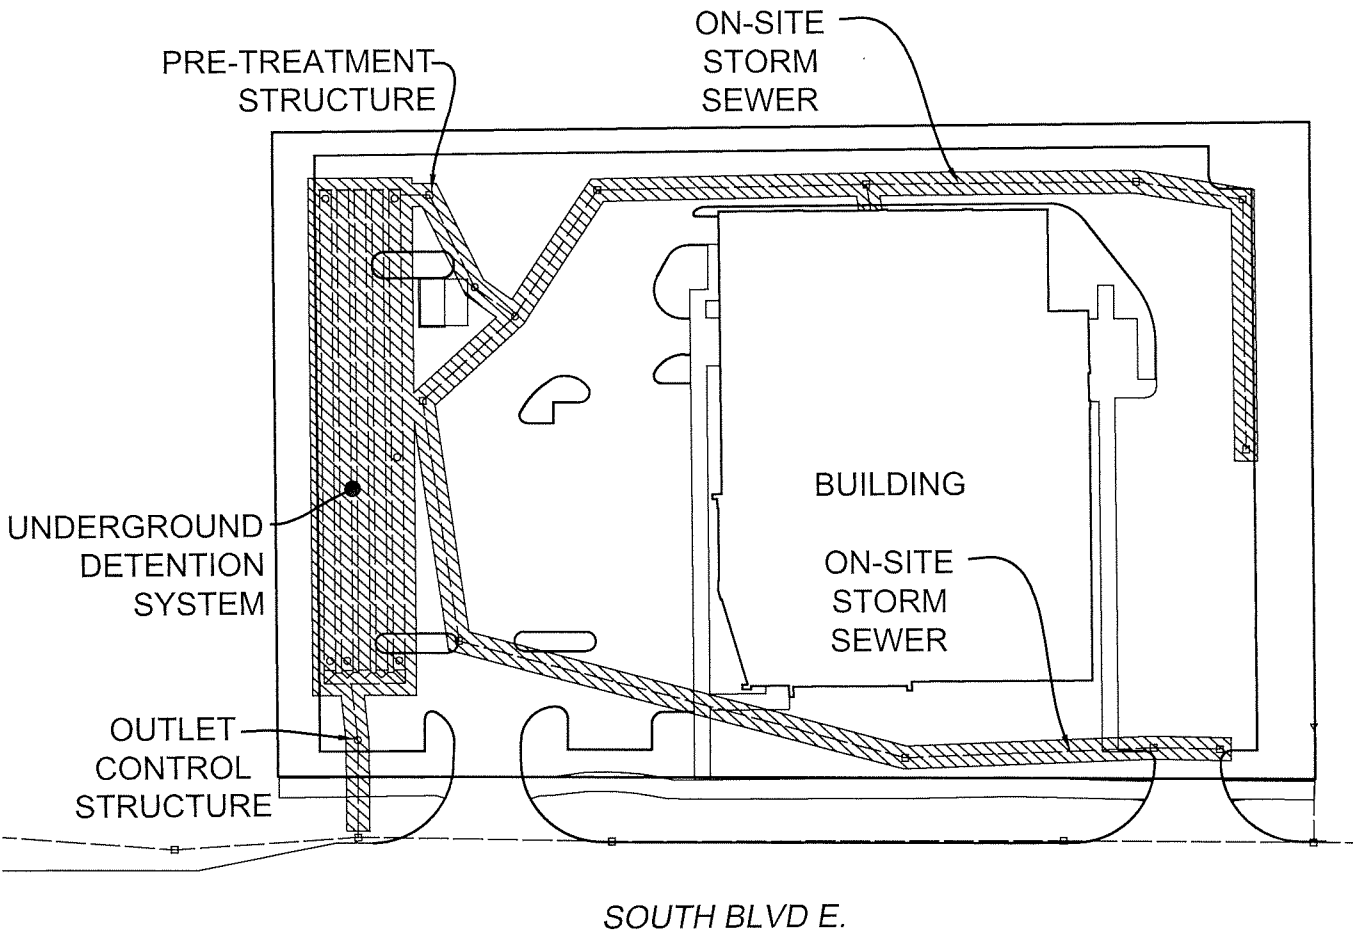 ON-SITE
STORM
SEWER
PRE-TREATMENT
STRUCTURE
BUILDING
UNDERGROUND
DETENTION
SYSTEM
ON-SITE
STORM
SEWER
OUTLET
CONTROL
STRUCTURE
SOUTH BLVD E.